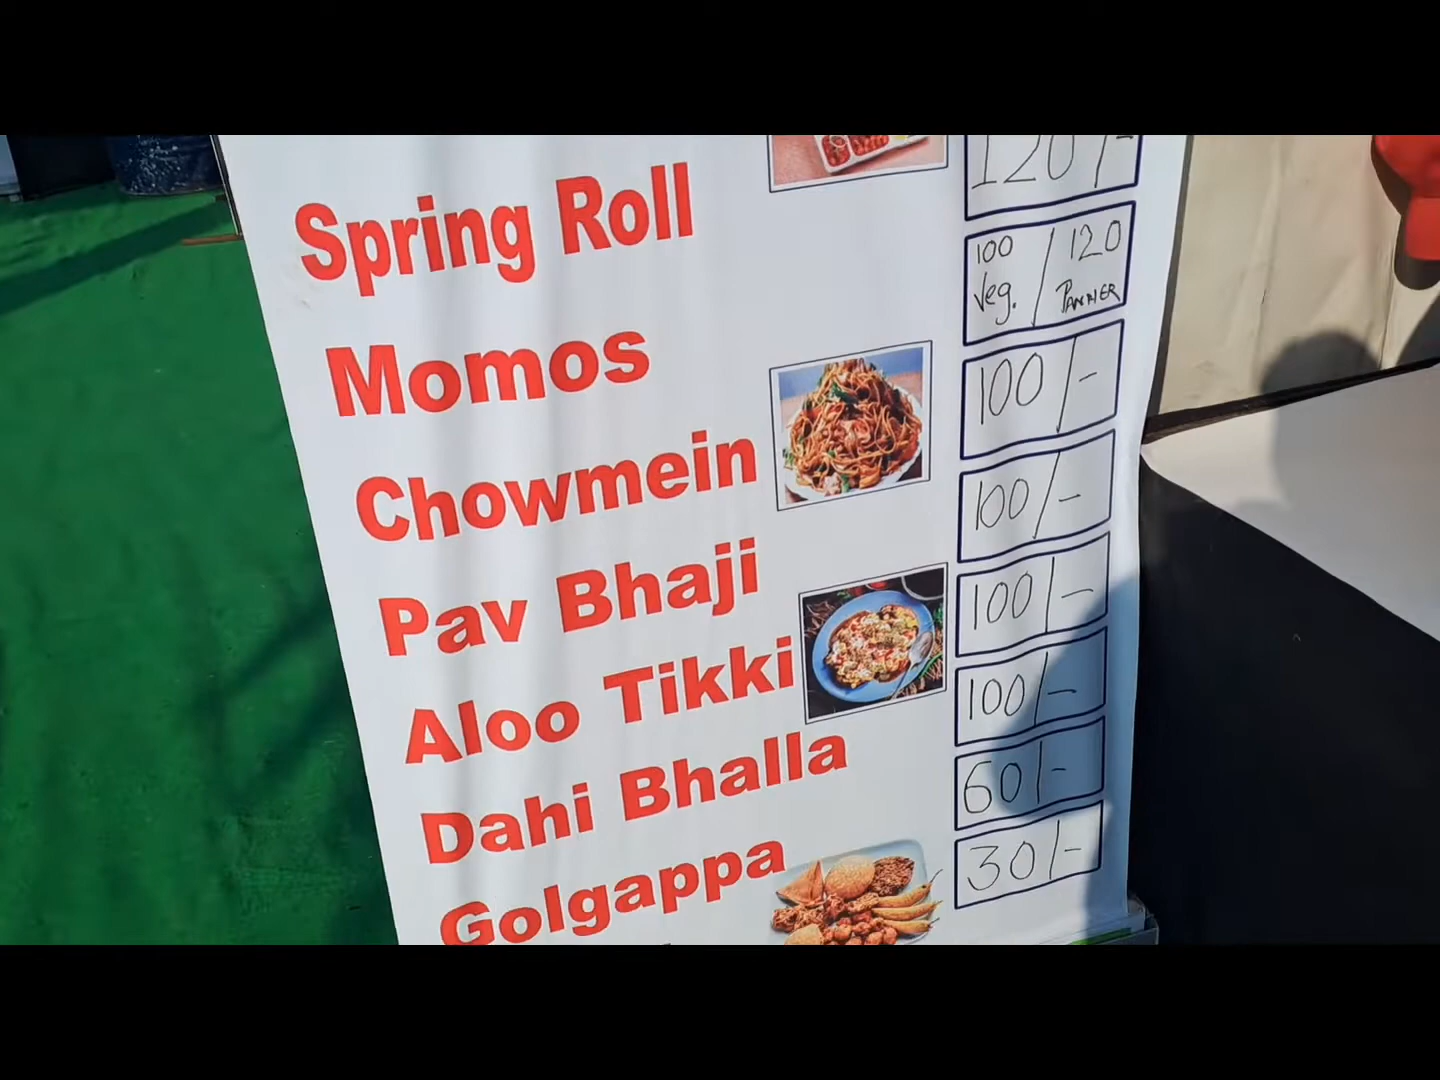 Spring Roll 120/-
Momos 100 / 120
Veg. PANNER
Chowmein 100/-
Pav Bhaji 100/-
Aloo Tikki 100/-
Dahi Bhalla 100/-
Golgappa 60/-
30/-